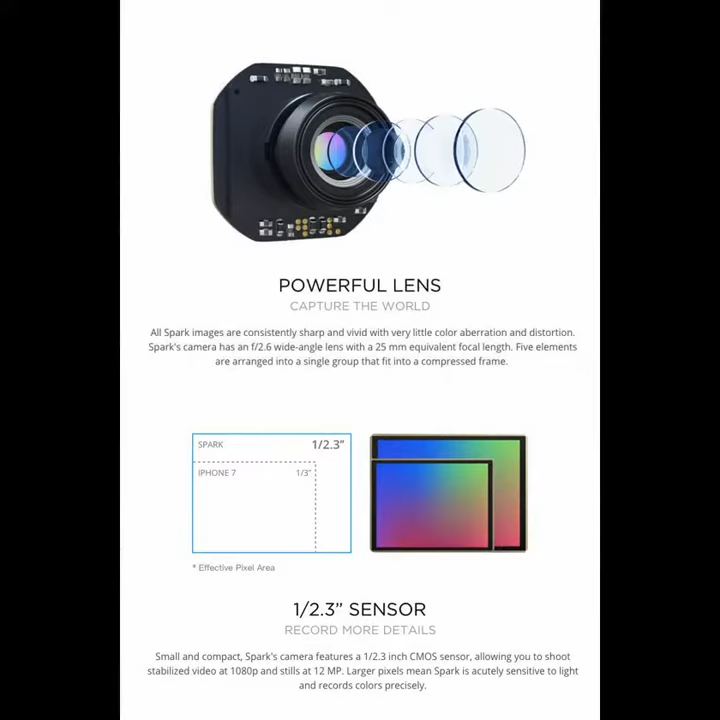 POWERFUL LENS
CAPTURE THE WORLD
All Spark images are consistently sharp and vivid with very little color aberration and distortion.
Spark's camera has an f/2.6 wide-angle lens with a 25 mm equivalent focal length. Five elements
are arranged into a single group that fit into a compressed frame.
SPARK 1/2.3”
IPHONE 7 1/3"
* Effective Pixel Area
1/2.3” SENSOR
RECORD MORE DETAILS
Small and compact, Spark's camera features a 1/2.3 inch CMOS sensor, allowing you to shoot
stabilized video at 1080p and stills at 12 MP. Larger pixels mean Spark is acutely sensitive to light
and records colors precisely.